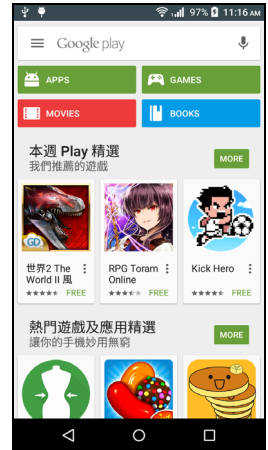 97% 11:16 AM
Google play
APPS
GAMES
MOVIES
BOOKS
本週 Play 精選
我們推薦的遊戲
MORE
GD
世界2 The
World II 風
FREE
RPG Toram
Online
FREE
Kick Hero
FREE
熱門遊戲及應用精選
讓你的手機妙用無窮
MORE